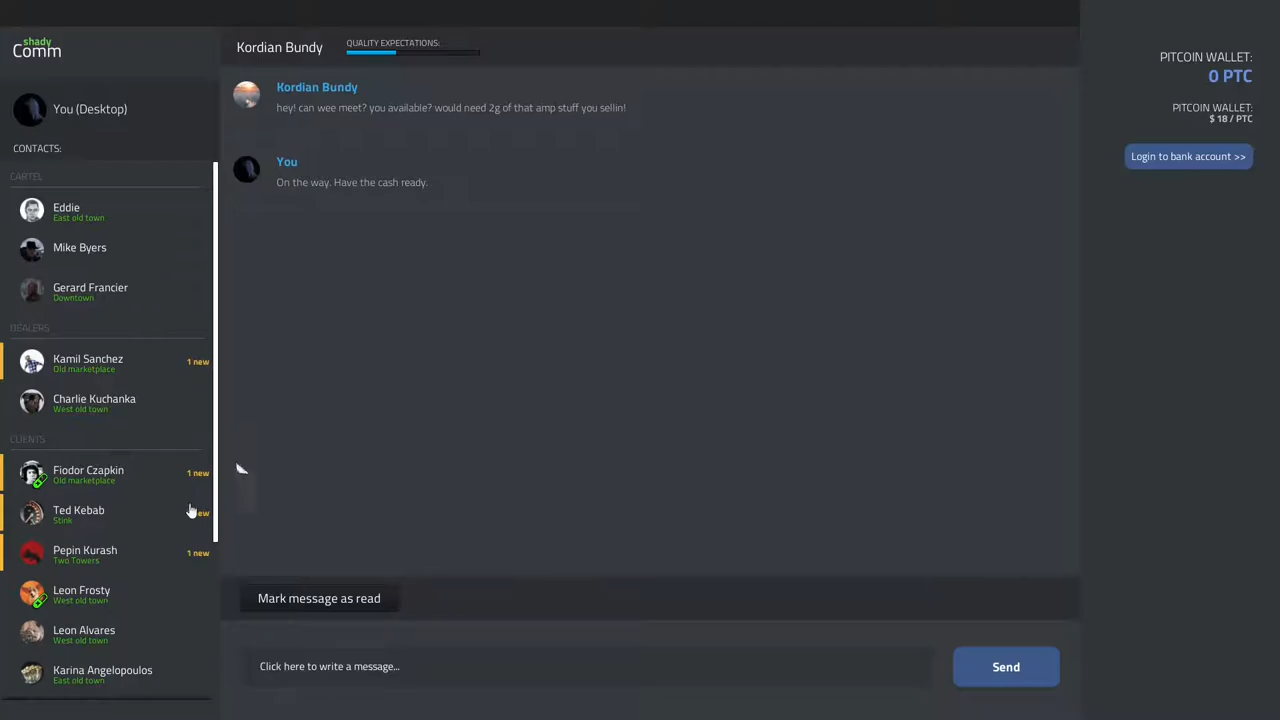 shady
Comm
You (Desktop)
CONTACTS:
CARTEL
Eddie
East old town
Mike Byers
Gerard Francier
Downtown
DEALERS
Kamil Sanchez
Old marketplace
1 new
Charlie Kuchanka
West old town
CLIENTS
Fiodor Czapkin
Old marketplace
1 new
Ted Kebab
Stink
ew
Pepin Kurash
Two Towers
1 new
Leon Frosty
West old town
Leon Alvares
West old town
Karina Angelopoulos
East old town
Kordian Bundy
QUALITY EXPECTATIONS:
Kordian Bundy
hey! can wee meet? you available? would need 2g of that amp stuff you sellin!
You
On the way. Have the cash ready.
Mark message as read
Click here to write a message...
Send
PITCOIN WALLET:
0 PTC
PITCOIN WALLET:
$ 18 / PTC
Login to bank account >>